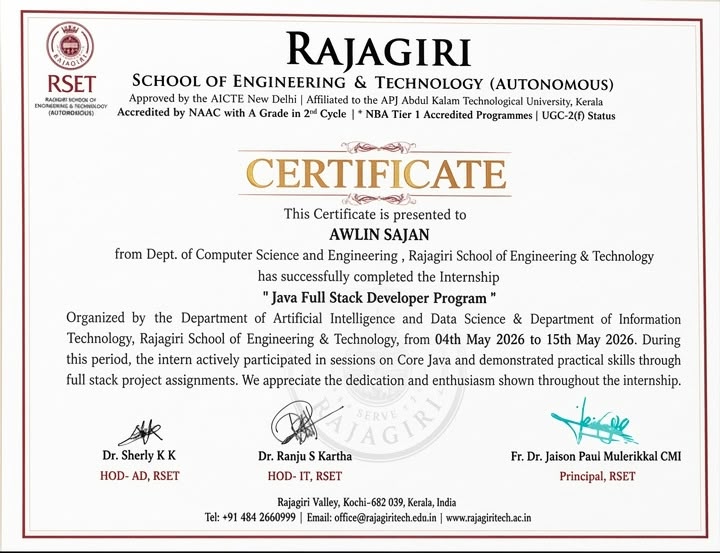 RAJAGIRI
RSET
RAJAGIRI SCHOOL OF
ENGINEERING & TECHNOLOGY
(AUTONOMOUS)
RAJAGIRI
SCHOOL OF ENGINEERING & TECHNOLOGY (AUTONOMOUS)
Approved by the AICTE New Delhi | Affiliated to the APJ Abdul Kalam Technological University, Kerala
Accredited by NAAC with A Grade in 2nd Cycle | * NBA Tier 1 Accredited Programmes | UGC-2(f) Status
CERTIFICATE
This Certificate is presented to
AWLIN SAJAN
from Dept. of Computer Science and Engineering , Rajagiri School of Engineering & Technology
has successfully completed the Internship
" Java Full Stack Developer Program "
Organized by the Department of Artificial Intelligence and Data Science & Department of Information
Technology, Rajagiri School of Engineering & Technology, from 04th May 2026 to 15th May 2026. During
this period, the intern actively participated in sessions on Core Java and demonstrated practical skills through
full stack project assignments. We appreciate the dedication and enthusiasm shown throughout the internship.
SERVE
RAJAGIRI
Dr. Sherly K K
HOD- AD, RSET
Dr. Ranju S Kartha
HOD- IT, RSET
Fr. Dr. Jaison Paul Mulerikkal CMI
Principal, RSET
Rajagiri Valley, Kochi-682 039, Kerala, India
Tel: +91 484 2660999 | Email: office@rajagiritech.edu.in | www.rajagiritech.ac.in